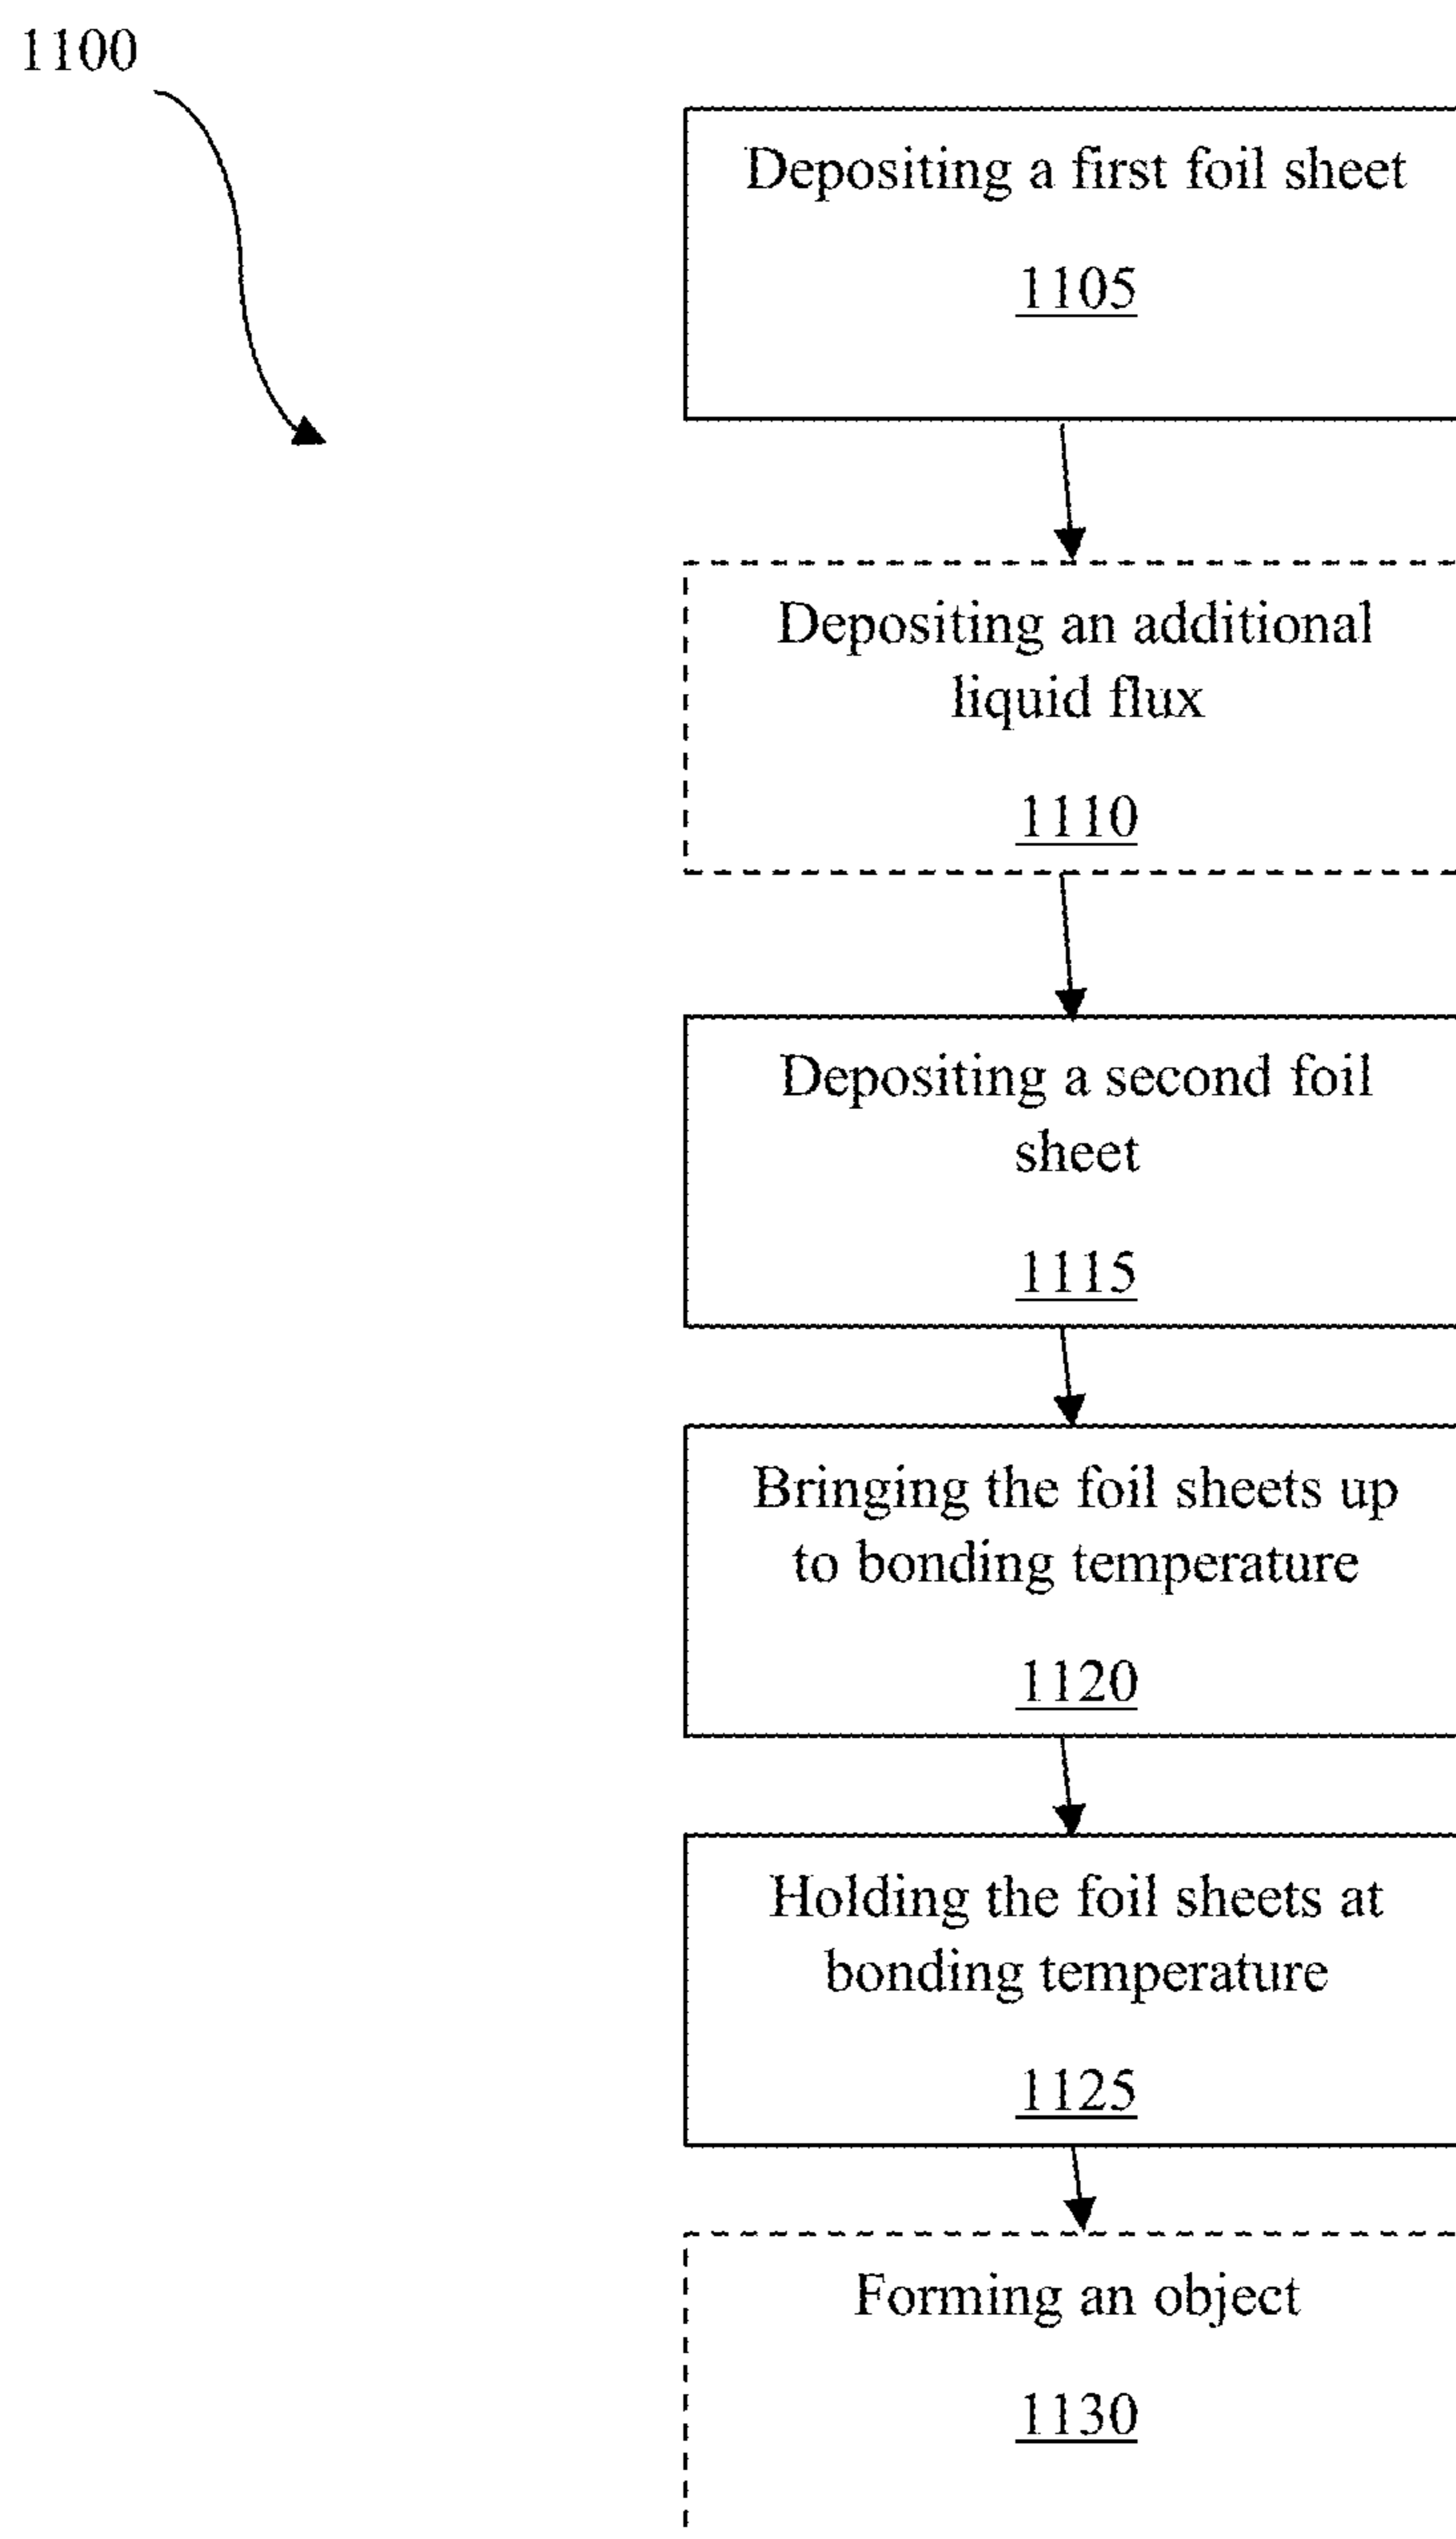 1100
Depositing a first foil sheet
1105
Depositing an additional
liquid flux
1110
Depositing a second foil
sheet
1115
Bringing the foil sheets up
to bonding temperature
1120
Holding the foil sheets at
bonding temperature
1125
Forming an object
1130